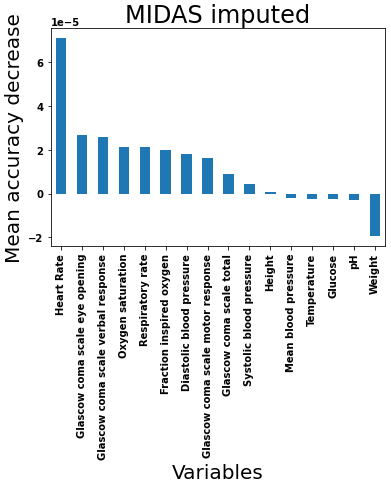 MIDAS imputed
1e−5
Mean accuracy decrease
6
4
2
0
−2
Heart Rate
Glascow coma scale eye opening
Glascow coma scale verbal response
Oxygen saturation
Respiratory rate
Fraction inspired oxygen
Diastolic blood pressure
Glascow coma scale motor response
Glascow coma scale total
Systolic blood pressure
Height
Mean blood pressure
Temperature
Glucose
pH
Weight
Variables